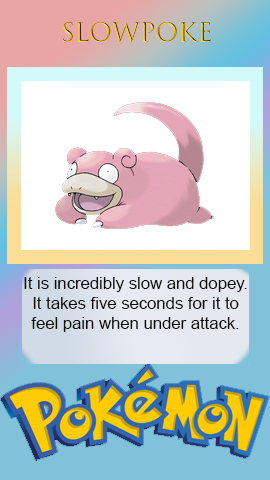 SLOWPOKE
It is incredibly slow and dopey.
It takes five seconds for it to
feel pain when under attack.
POKéMON